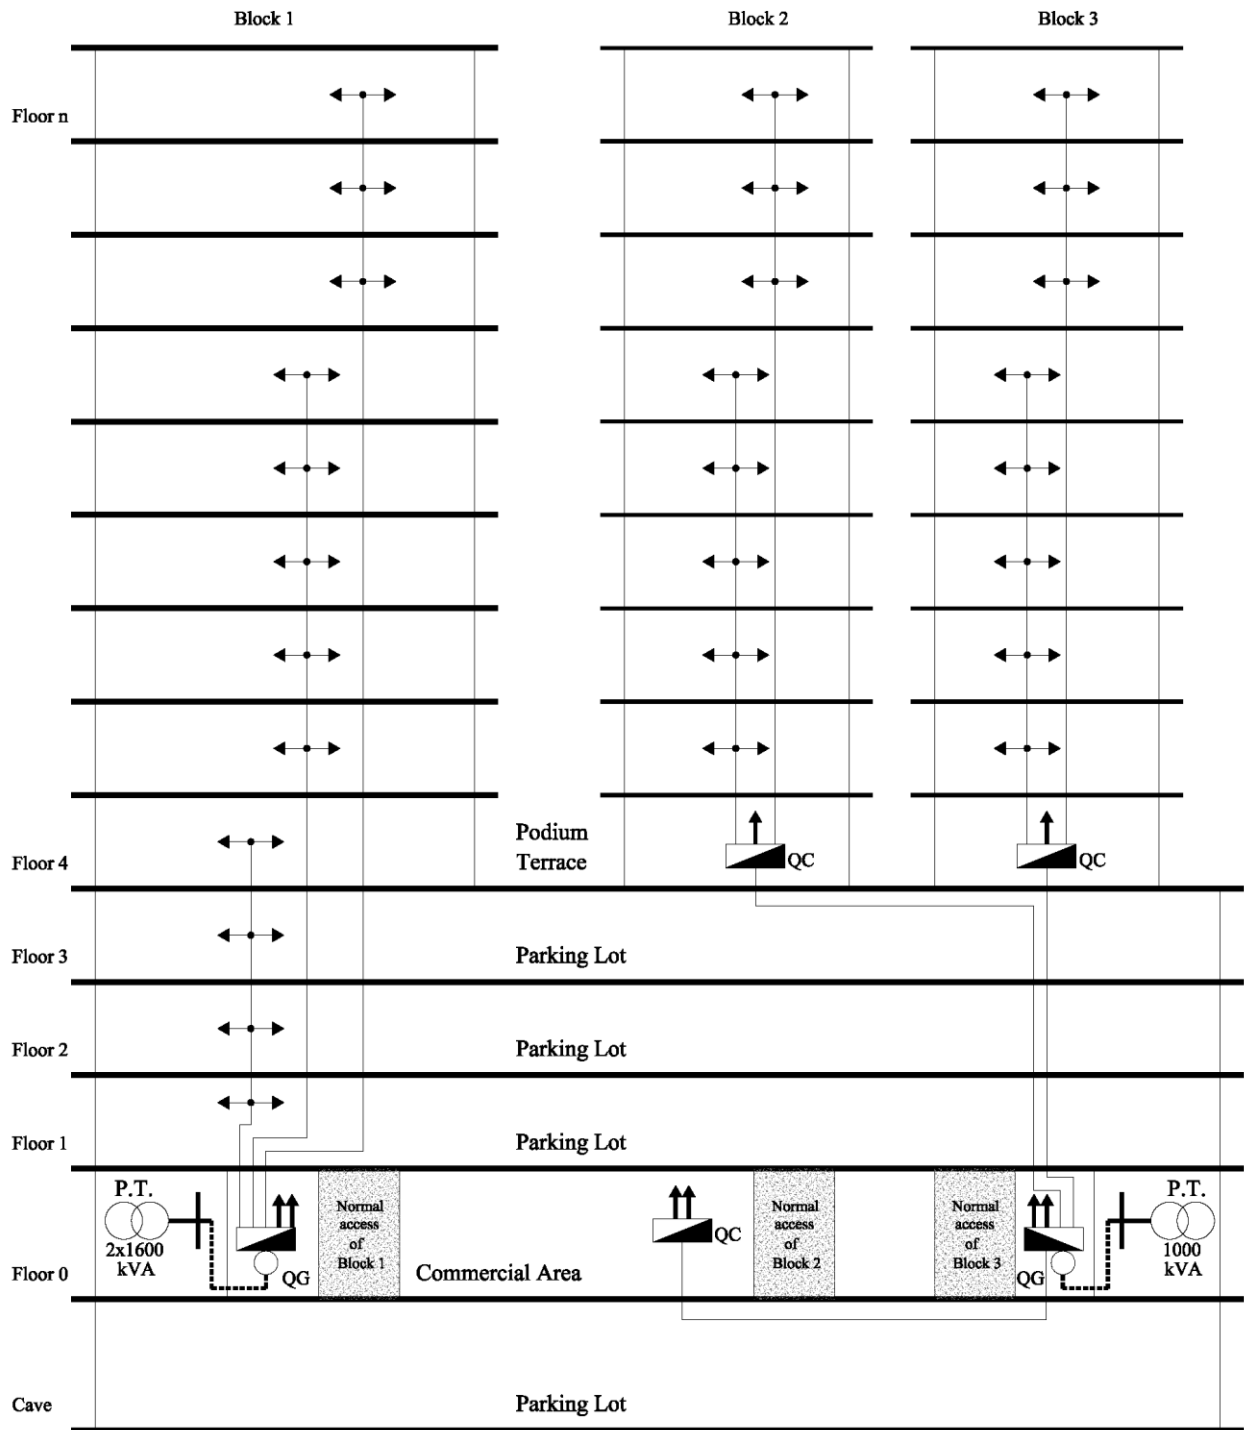 Block 1
Block 2
Block 3
Floor n
Podium
Terrace
QC
QC
Floor 4
Floor 3
Parking Lot
Floor 2
Parking Lot
Floor 1
Parking Lot
P.T.
2x1600
kVA
QG
Normal
access
of
Block 1
QC
Normal
access
of
Block 2
Normal
access
of
Block 3
QG
P.T.
1000
kVA
Floor 0
Commercial Area
Cave
Parking Lot